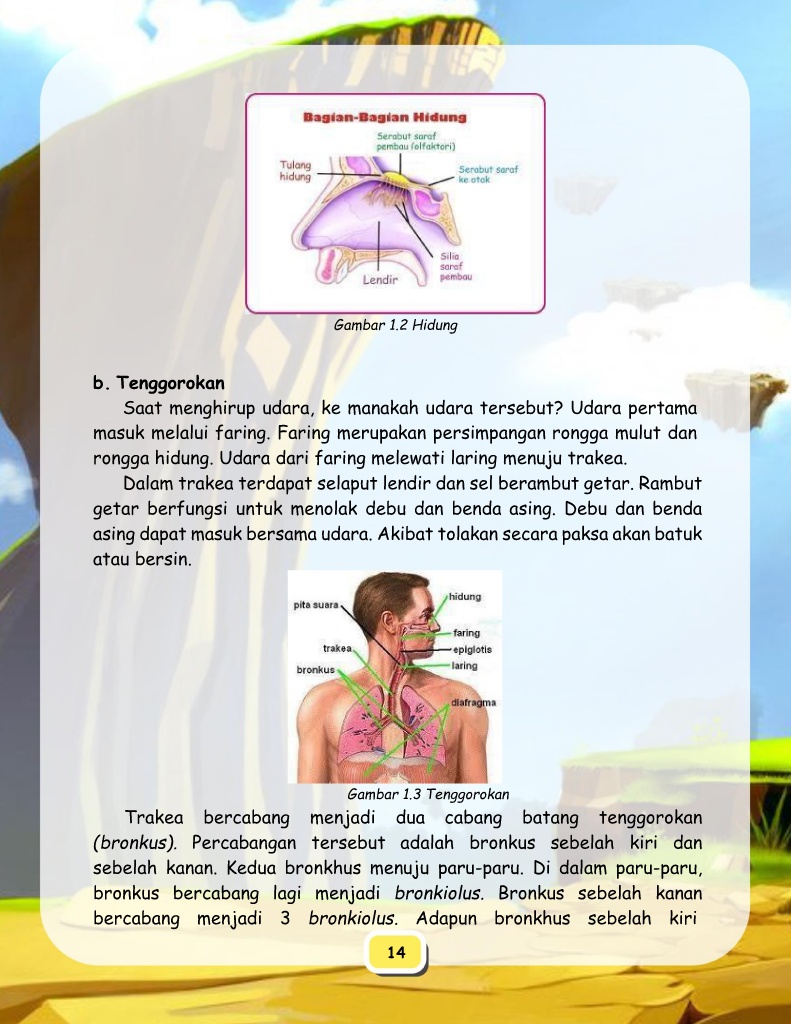 Bagian-Bagian Hidung
Serabut saraf
pembau (olfaktori)
Tulang
hidung
Serabut saraf
ke otak
Silia
saraf
pembau
Lendir
Gambar 1.2 Hidung
b. Tenggorokan
Saat menghirup udara, ke manakah udara tersebut? Udara pertama
masuk melalui faring. Faring merupakan persimpangan rongga mulut dan
rongga hidung. Udara dari faring melewati laring menuju trakea.
Dalam trakea terdapat selaput lendir dan sel berambut getar. Rambut
getar berfungsi untuk menolak debu dan benda asing. Debu dan benda
asing dapat masuk bersama udara. Akibat tolakan secara paksa akan batuk
atau bersin.
hidung
pita suara
faring
trakea
epiglotis
laring
bronkus
diafragma
Gambar 1.3 Tenggorokan
Trakea bercabang menjadi dua cabang batang tenggorokan
(bronkus). Percabangan tersebut adalah bronkus sebelah kiri dan
sebelah kanan. Kedua bronkhus menuju paru-paru. Di dalam paru-paru,
bronkus bercabang lagi menjadi bronkiolus. Bronkus sebelah kanan
bercabang menjadi 3 bronkiolus. Adapun bronkhus sebelah kiri
14